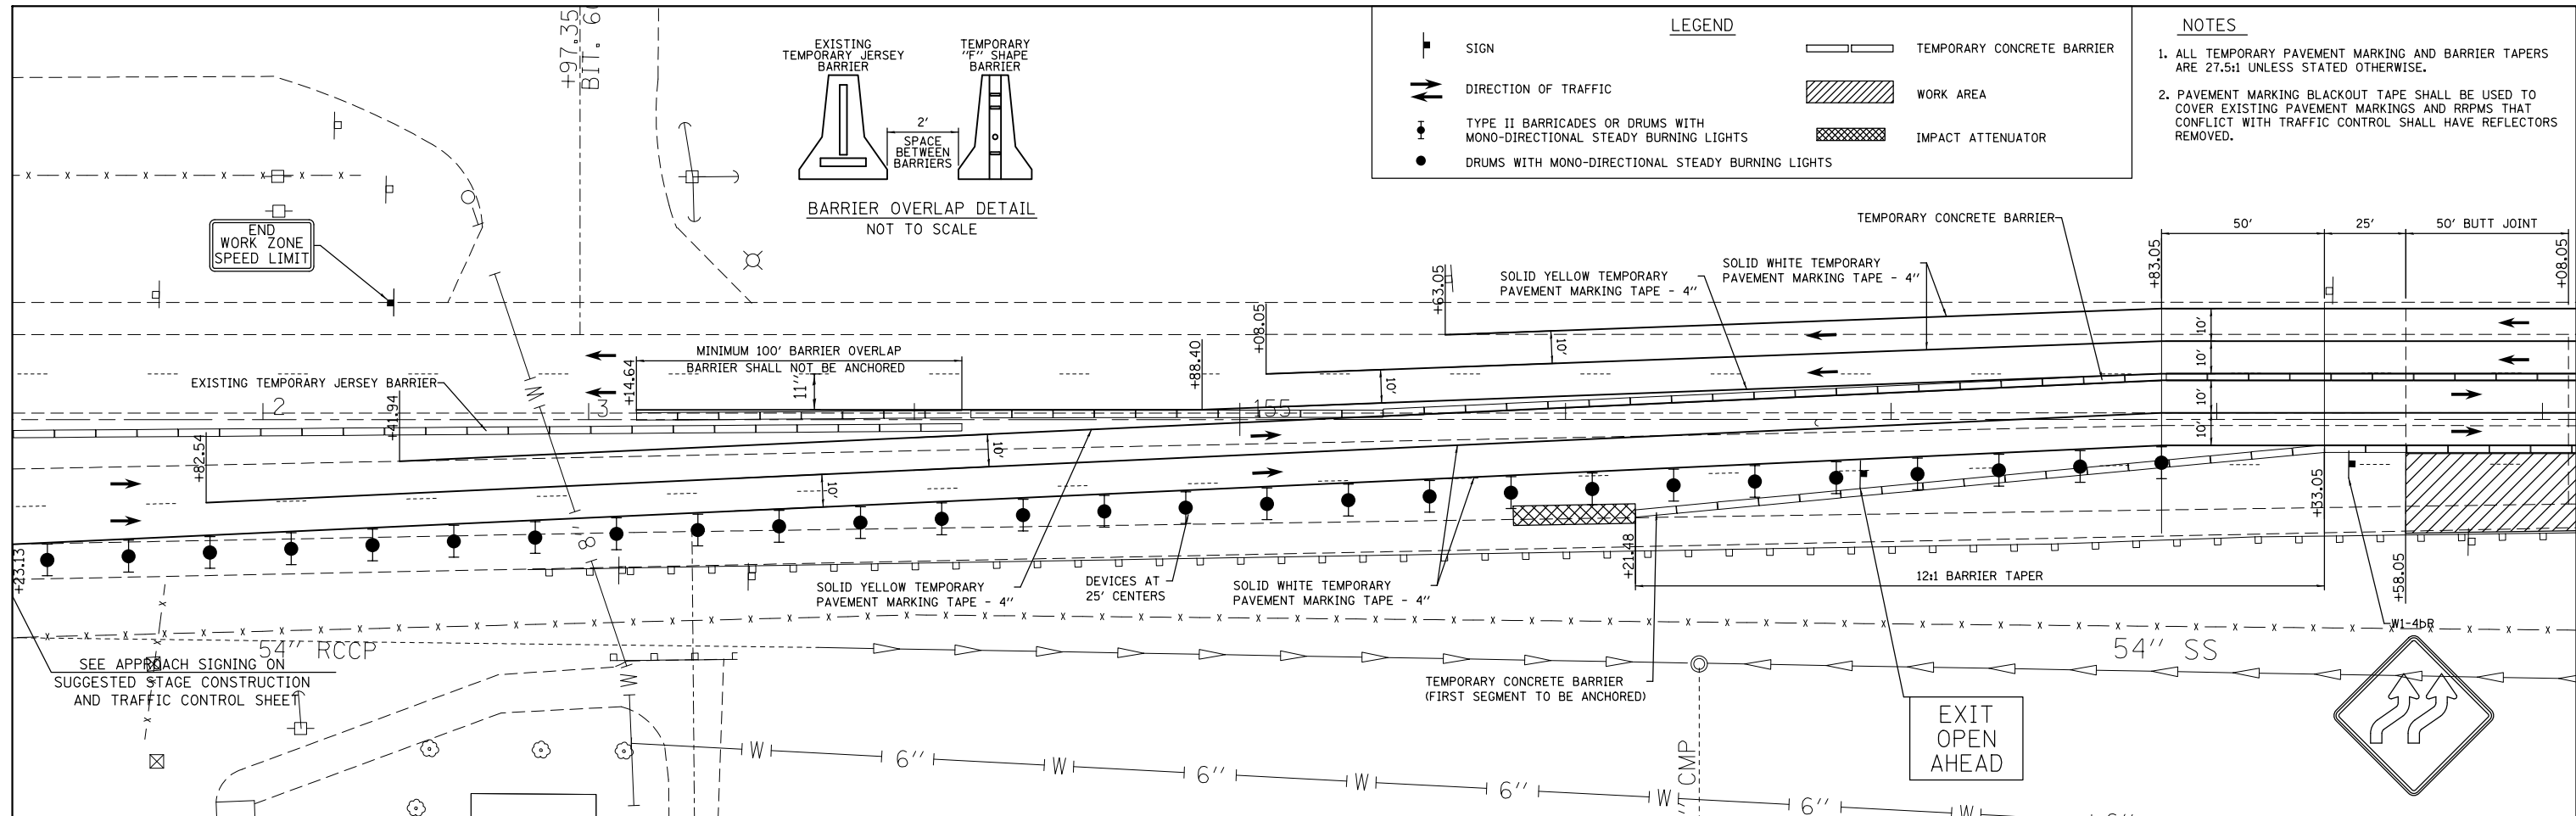 +97.35
BIT. 6
EXISTING
TEMPORARY JERSEY
BARRIER
TEMPORARY
"F" SHAPE
BARRIER
2'
SPACE
BETWEEN
BARRIERS
BARRIER OVERLAP DETAIL
NOT TO SCALE
LEGEND
SIGN
DIRECTION OF TRAFFIC
TYPE II BARRICADES OR DRUMS WITH
MONO-DIRECTIONAL STEADY BURNING LIGHTS
DRUMS WITH MONO-DIRECTIONAL STEADY BURNING LIGHTS
TEMPORARY CONCRETE BARRIER
WORK AREA
IMPACT ATTENUATOR
NOTES
1. ALL TEMPORARY PAVEMENT MARKING AND BARRIER TAPERS
ARE 27.5:1 UNLESS STATED OTHERWISE.
2. PAVEMENT MARKING BLACKOUT TAPE SHALL BE USED TO
COVER EXISTING PAVEMENT MARKINGS AND RRPMS THAT
CONFLICT WITH TRAFFIC CONTROL SHALL HAVE REFLECTORS
REMOVED.
END
WORK ZONE
SPEED LIMIT
TEMPORARY CONCRETE BARRIER
50'
25'
50' BUTT JOINT
+83.05
+08.05
SOLID YELLOW TEMPORARY
PAVEMENT MARKING TAPE - 4"
SOLID WHITE TEMPORARY
PAVEMENT MARKING TAPE - 4"
+63.05
+08.05
+88.40
MINIMUM 100' BARRIER OVERLAP
BARRIER SHALL NOT BE ANCHORED
11"
+14.64
EXISTING TEMPORARY JERSEY BARRIER
+41.94
+82.54
+23.13
2
3
155
10'
10'
10'
10'
10'
10'
10'
10'
W
8"
W
SOLID YELLOW TEMPORARY
PAVEMENT MARKING TAPE - 4"
DEVICES AT
25' CENTERS
SOLID WHITE TEMPORARY
PAVEMENT MARKING TAPE - 4"
+21.48
12:1 BARRIER TAPER
+33.05
+58.05
W1-4bR
54" RCCP
54" SS
SEE APPROACH SIGNING ON
SUGGESTED STAGE CONSTRUCTION
AND TRAFFIC CONTROL SHEET
TEMPORARY CONCRETE BARRIER
(FIRST SEGMENT TO BE ANCHORED)
EXIT
OPEN
AHEAD
CMP
W
6"
W
6"
W
6"
W
6"
W